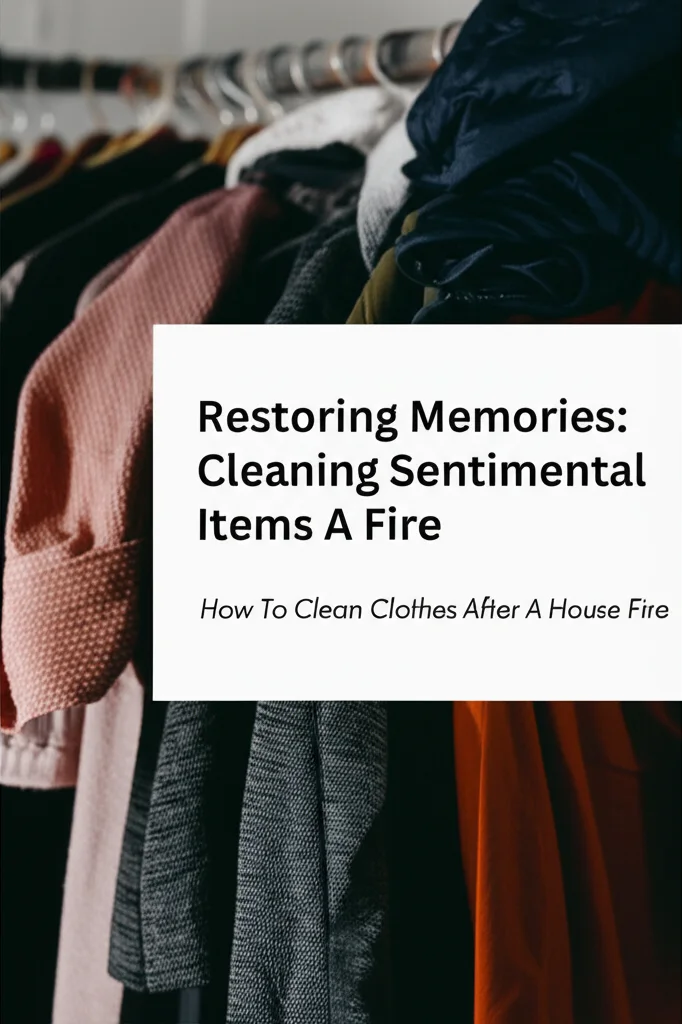 Restoring Memories:
Cleaning Sentimental
Items A Fire
How To Clean Clothes After A House Fire